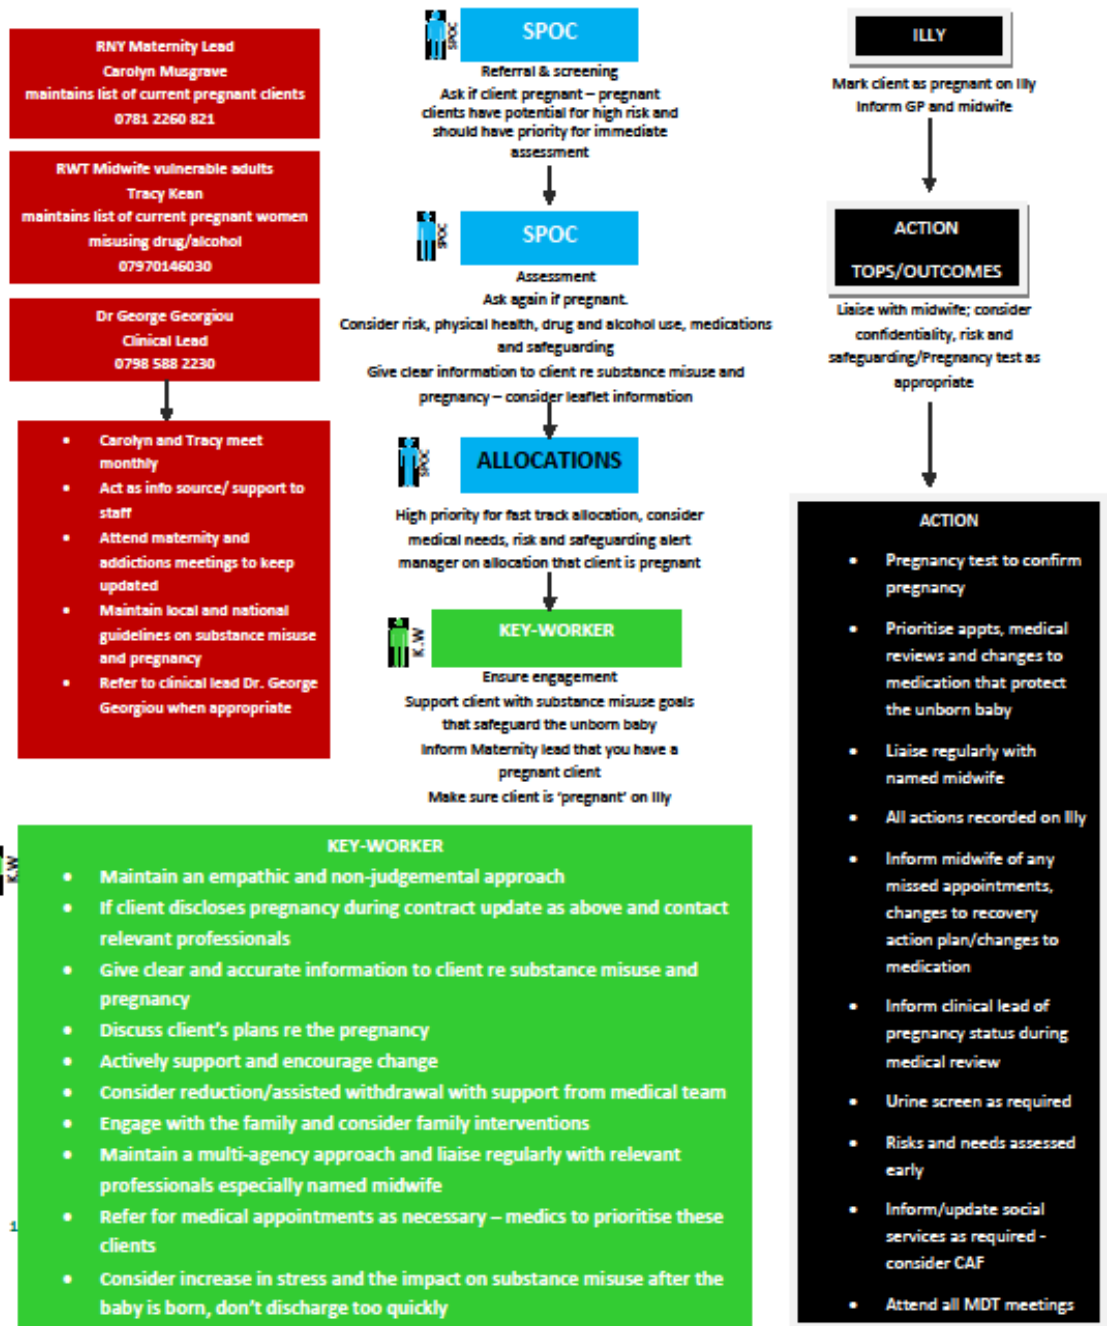 RNY Maternity Lead
Carolyn Musgrave
maintains list of current pregnant clients
0781 2260 821
RWT Midwife vulnerable adults
Tracy Kean
maintains list of current pregnant women
misusing drug/alcohol
07970146030
Dr George Georgiou
Clinical Lead
0798 588 2230
• Carolyn and Tracy meet
monthly
• Act as info source/ support to
staff
• Attend maternity and
addictions meetings to keep
updated
• Maintain local and national
guidelines on substance misuse
and pregnancy
• Refer to clinical lead Dr. George
Georgiou when appropriate
SPOC
SPOC
Referral & screening
Ask if client pregnant – pregnant
clients have potential for high risk and
should have priority for immediate
assessment
SPOC
SPOC
Assessment
Ask again if pregnant.
Consider risk, physical health, drug and alcohol use, medications
and safeguarding
Give clear information to client re substance misuse and
pregnancy – consider leaflet information
SPOC
ALLOCATIONS
High priority for fast track allocation, consider
medical needs, risk and safeguarding alert
manager on allocation that client is pregnant
K.W
KEY-WORKER
Ensure engagement
Support client with substance misuse goals
that safeguard the unborn baby
Inform Maternity lead that you have a
pregnant client
Make sure client is 'pregnant' on Illy
ILLY
Mark client as pregnant on Illy
Inform GP and midwife
ACTION
TOPS/OUTCOMES
Liaise with midwife; consider
confidentiality, risk and
safeguarding/Pregnancy test as
appropriate
ACTION
• Pregnancy test to confirm
pregnancy
• Prioritise appts, medical
reviews and changes to
medication that protect
the unborn baby
• Liaise regularly with
named midwife
• All actions recorded on Illy
• Inform midwife of any
missed appointments,
changes to recovery
action plan/changes to
medication
• Inform clinical lead of
pregnancy status during
medical review
• Urine screen as required
• Risks and needs assessed
early
• Inform/update social
services as required -
consider CAF
• Attend all MDT meetings
K.W
KEY-WORKER
• Maintain an empathic and non-judgemental approach
• If client discloses pregnancy during contract update as above and contact
relevant professionals
• Give clear and accurate information to client re substance misuse and
pregnancy
• Discuss client's plans re the pregnancy
• Actively support and encourage change
• Consider reduction/assisted withdrawal with support from medical team
• Engage with the family and consider family interventions
• Maintain a multi-agency approach and liaise regularly with relevant
professionals especially named midwife
• Refer for medical appointments as necessary – medics to prioritise these
clients
• Consider increase in stress and the impact on substance misuse after the
baby is born, don't discharge too quickly
1